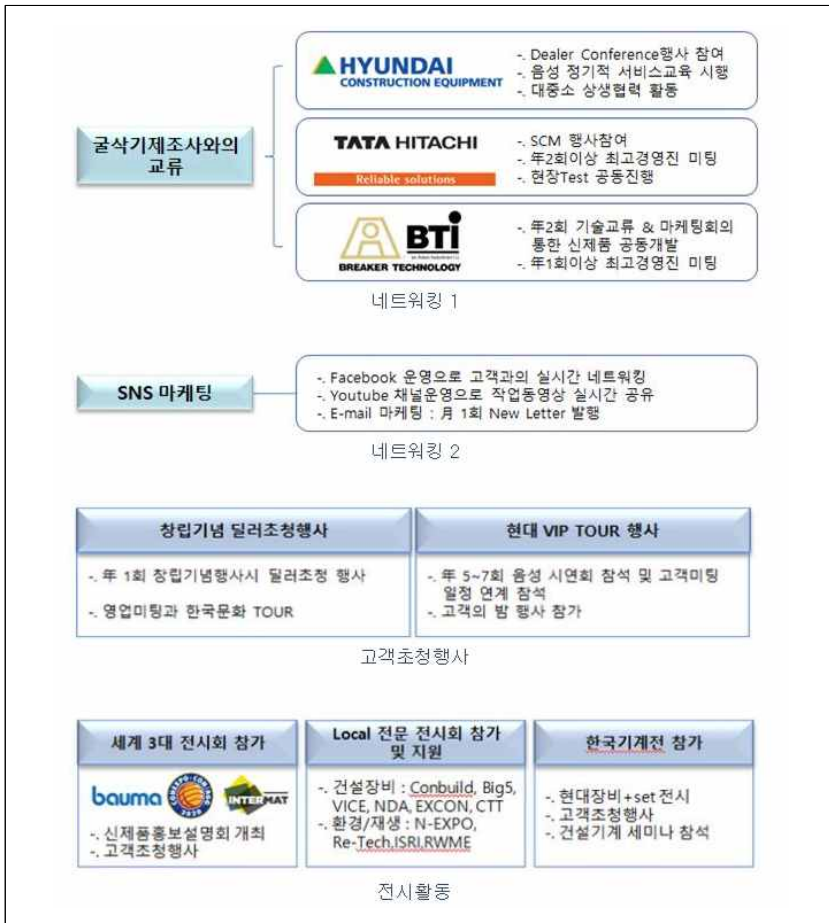 굴삭기제조사와의
교류
HYUNDAI
CONSTRUCTION EQUIPMENT
-. Dealer Conference행사 참여
-. 음성 정기적 서비스교육 시행
-. 대중소 상생협력 활동
TATA HITACHI
Reliable solutions
-. SCM 행사참여
-. 年2회이상 최고경영진 미팅
-. 현장Test 공동진행
BTI
BREAKER TECHNOLOGY
-. 年2회 기술교류 & 마케팅회의
통한 신제품 공동개발
-. 年1회이상 최고경영진 미팅
네트워킹 1
SNS 마케팅
-. Facebook 운영으로 고객과의 실시간 네트워킹
-. Youtube 채널운영으로 작업동영상 실시간 공유
-. E-mail 마케팅 : 月 1회 New Letter 발행
네트워킹 2
창립기념 딜러초청행사
-. 年 1회 창립기념행사시 딜러초청 행사
-. 영업미팅과 한국문화 TOUR
현대 VIP TOUR 행사
-. 年 5~7회 음성 시연회 참석 및 고객미팅
일정 연계 참석
-. 고객의 밤 행사 참가
고객초청행사
세계 3대 전시회 참가
bauma
CONEXPO-CON/AGG
2020
INTERMAT
-. 신제품홍보설명회 개최
-. 고객초청행사
Local 전문 전시회 참가
및 지원
-. 건설장비 : Conbuild, Big5,
VICE, NDA, EXCON, CTT
-. 환경/재생 : N-EXPO,
Re-Tech,ISRI,RWME
한국기계전 참가
-. 현대장비+set 전시
-. 고객초청행사
-. 건설기계 세미나 참석
전시활동